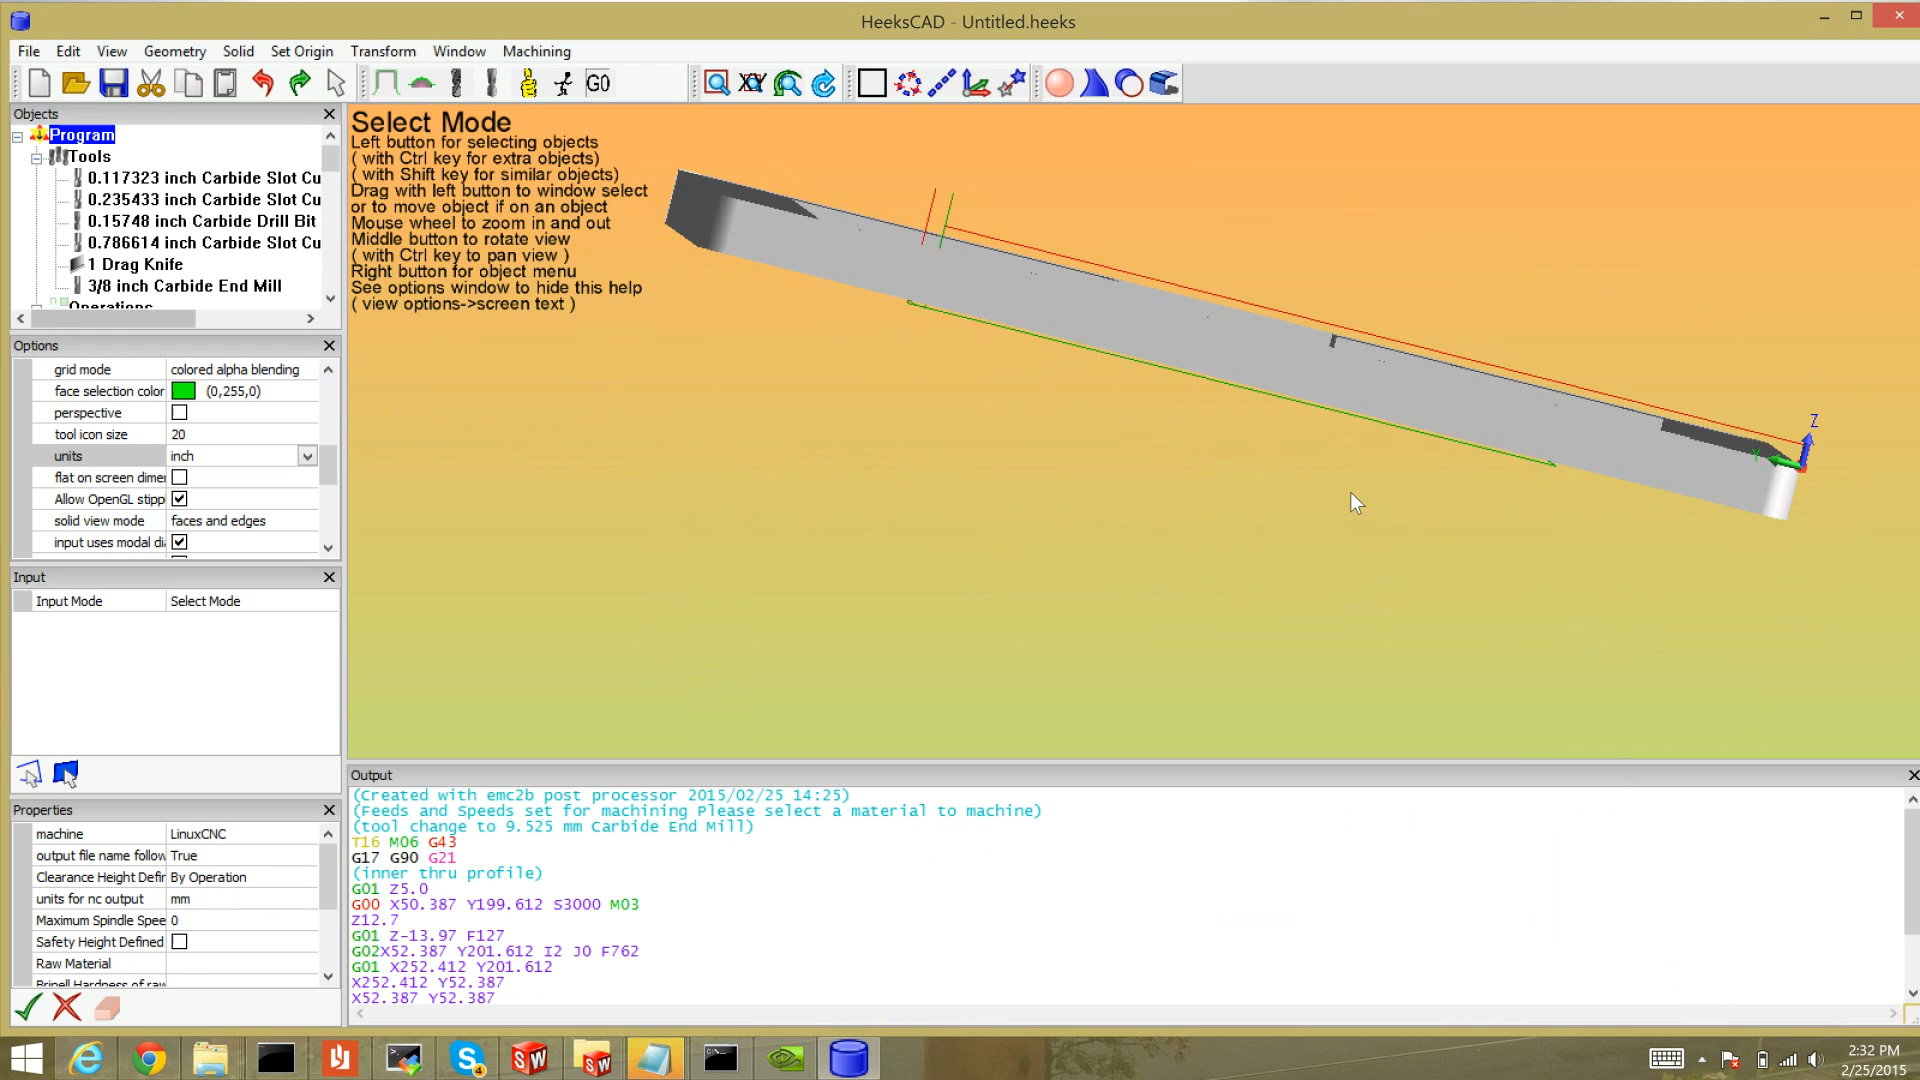 HeeksCAD - Untitled.heeks
File Edit View Geometry Solid Set Origin Transform Window Machining
G0
Objects
Program
Tools
0.117323 inch Carbide Slot Cu
0.235433 inch Carbide Slot Cu
0.15748 inch Carbide Drill Bit
0.786614 inch Carbide Slot Cu
1 Drag Knife
3/8 inch Carbide End Mill
Operations
Options
grid mode colored alpha blending
face selection color (0,255,0)
perspective
tool icon size 20
units inch
flat on screen dimer
Allow OpenGL stipp
solid view mode faces and edges
input uses modal di
Input
Input Mode Select Mode
Properties
machine LinuxCNC
output file name follow True
Clearance Height Defir By Operation
units for nc output mm
Maximum Spindle Spee 0
Safety Height Defined
Raw Material
Brinell Hardness of raw
Select Mode
Left button for selecting objects
( with Ctrl key for extra objects)
( with Shift key for similar objects)
Drag with left button to window select
or to move object if on an object
Mouse wheel to zoom in and out
Middle button to rotate view
( with Ctrl key to pan view )
Right button for object menu
See options window to hide this help
( view options->screen text )
Z
Y
Output
(Created with emc2b post processor 2015/02/25 14:25)
(Feeds and Speeds set for machining Please select a material to machine)
(tool change to 9.525 mm Carbide End Mill)
T16 M06 G43
G17 G90 G21
(inner thru profile)
G01 Z5.0
G00 X50.387 Y199.612 S3000 M03
Z12.7
G01 Z-13.97 F127
G02X52.387 Y201.612 I2 J0 F762
G01 X252.412 Y201.612
X252.412 Y52.387
X52.387 Y52.387
4
SW
SW
2:32 PM
2/25/2015